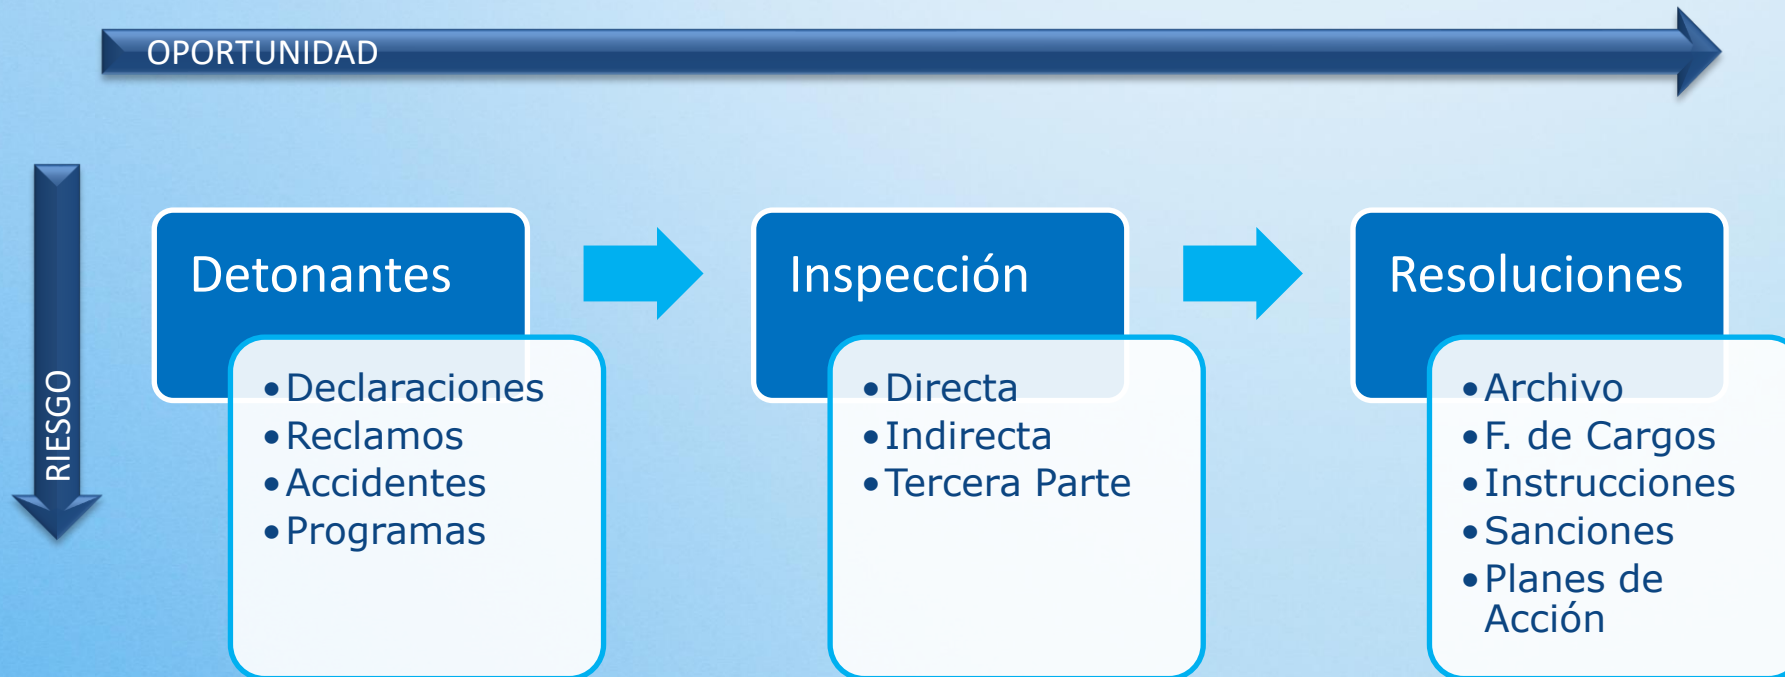 OPORTUNIDAD
RIESGO
Detonantes
•Declaraciones
•Reclamos
•Accidentes
•Programas
Inspección
•Directa
•Indirecta
•Tercera Parte
Resoluciones
•Archivo
•F. de Cargos
•Instrucciones
•Sanciones
•Planes de
Acción